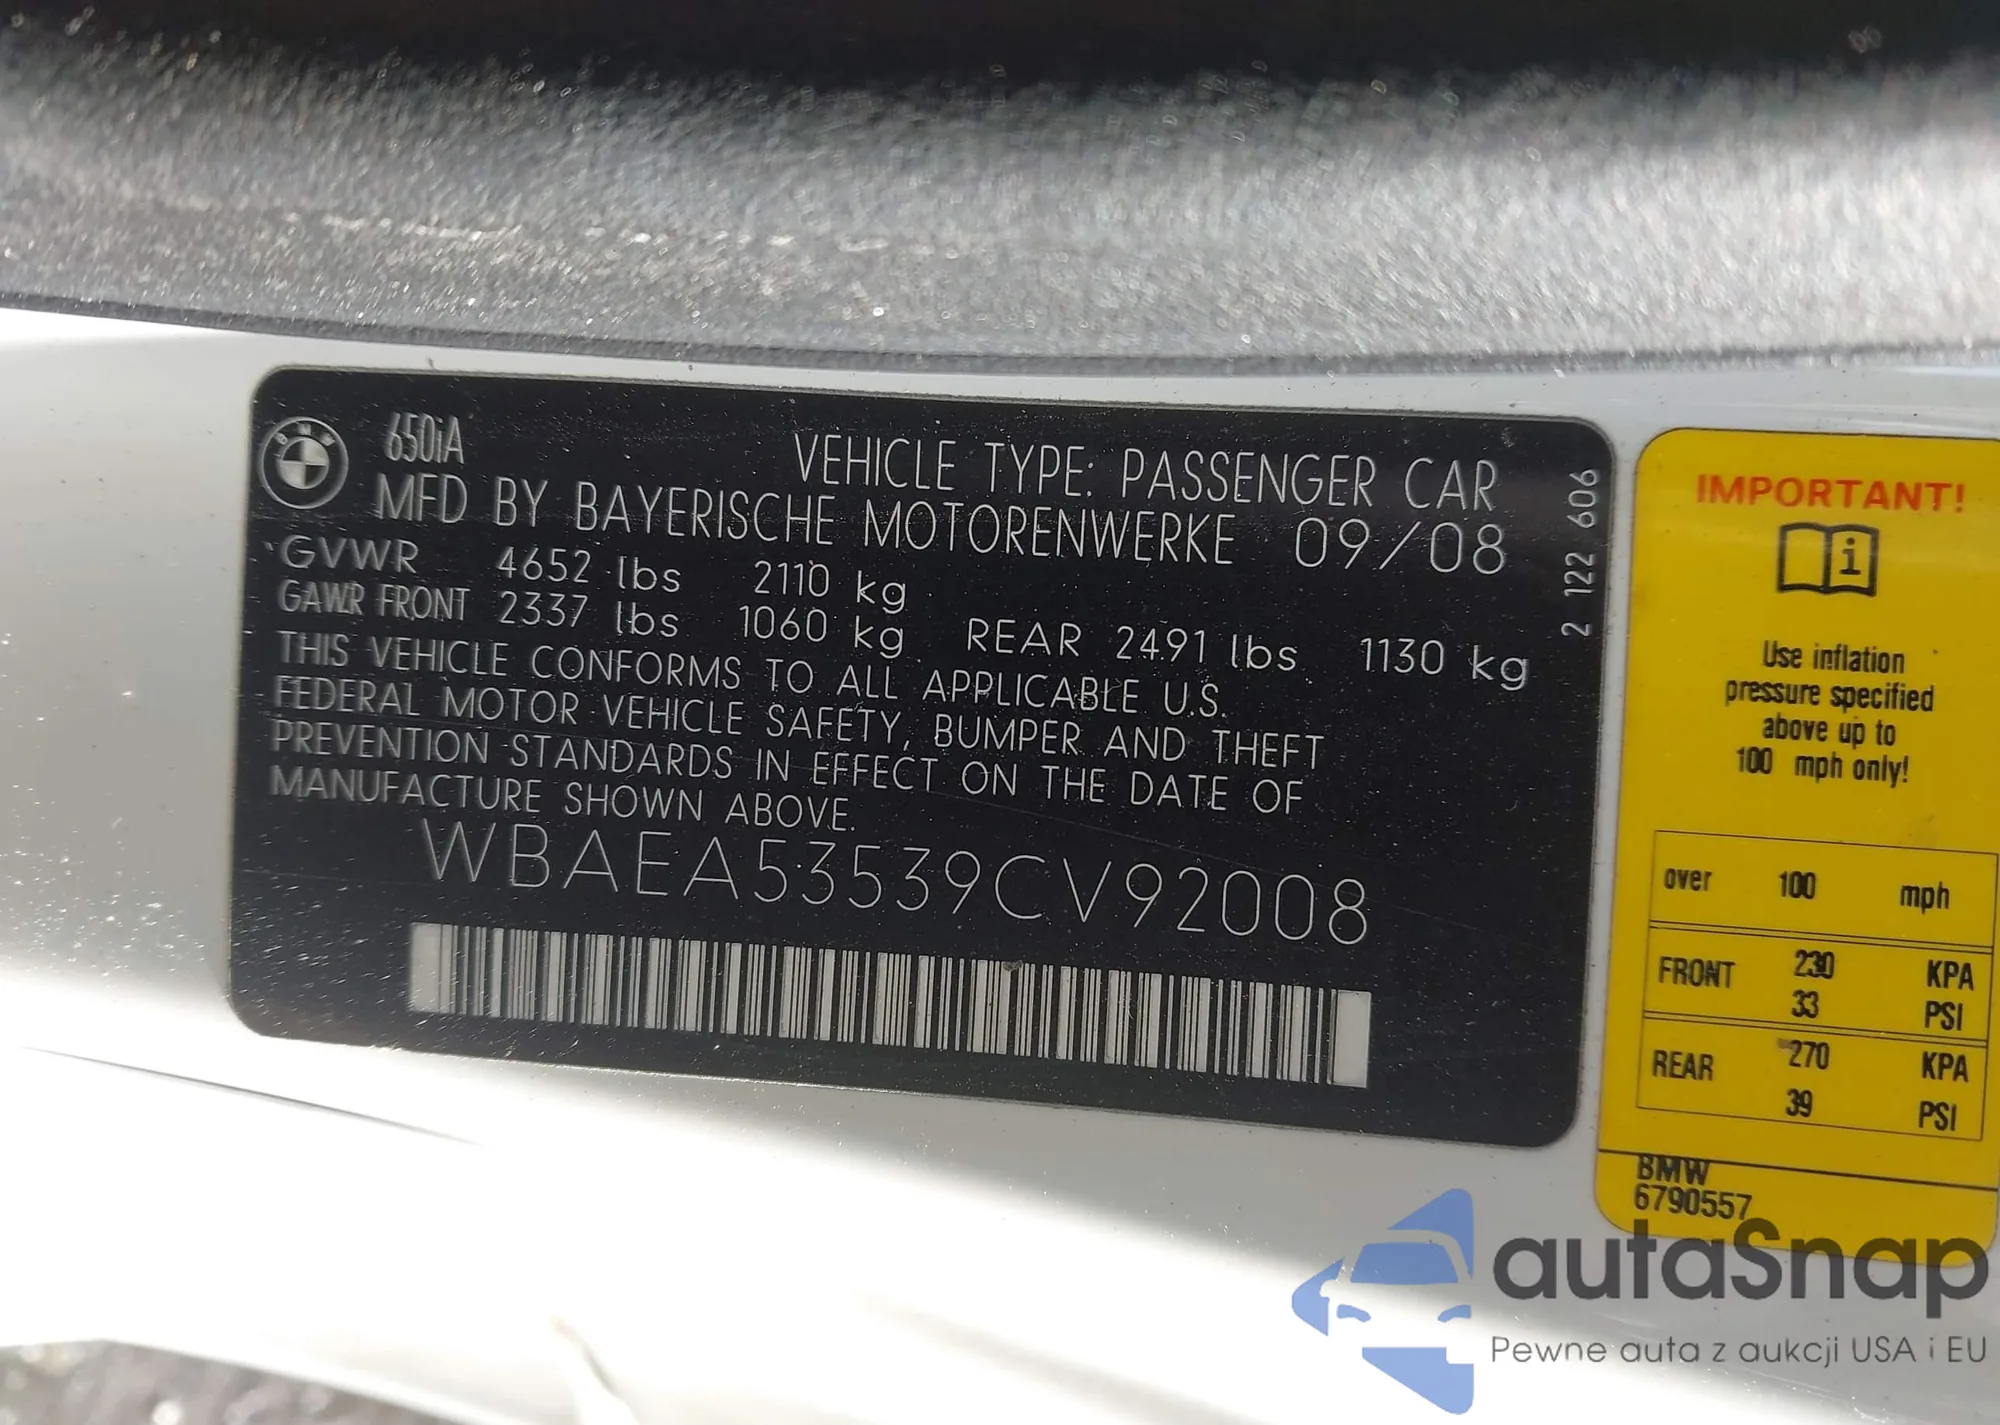 650iA
VEHICLE TYPE: PASSENGER CAR
MFD BY BAYERISCHE MOTORENWERKE 09/08
GVWR 4652 lbs 2110 kg
GAWR FRONT 2337 lbs 1060 kg REAR 2491 lbs 1130 kg
THIS VEHICLE CONFORMS TO ALL APPLICABLE U.S.
FEDERAL MOTOR VEHICLE SAFETY, BUMPER AND THEFT
PREVENTION STANDARDS IN EFFECT ON THE DATE OF
MANUFACTURE SHOWN ABOVE.
WBAEA53539CV92008
2 122 606
BMW
IMPORTANT!
i
Use inflation
pressure specified
above up to
100 mph only!
over 100 mph
FRONT 230 KPA
33 PSI
REAR 270 KPA
39 PSI
BMW
6790557
autaSnap
Pewne auta z aukcji USA i EU